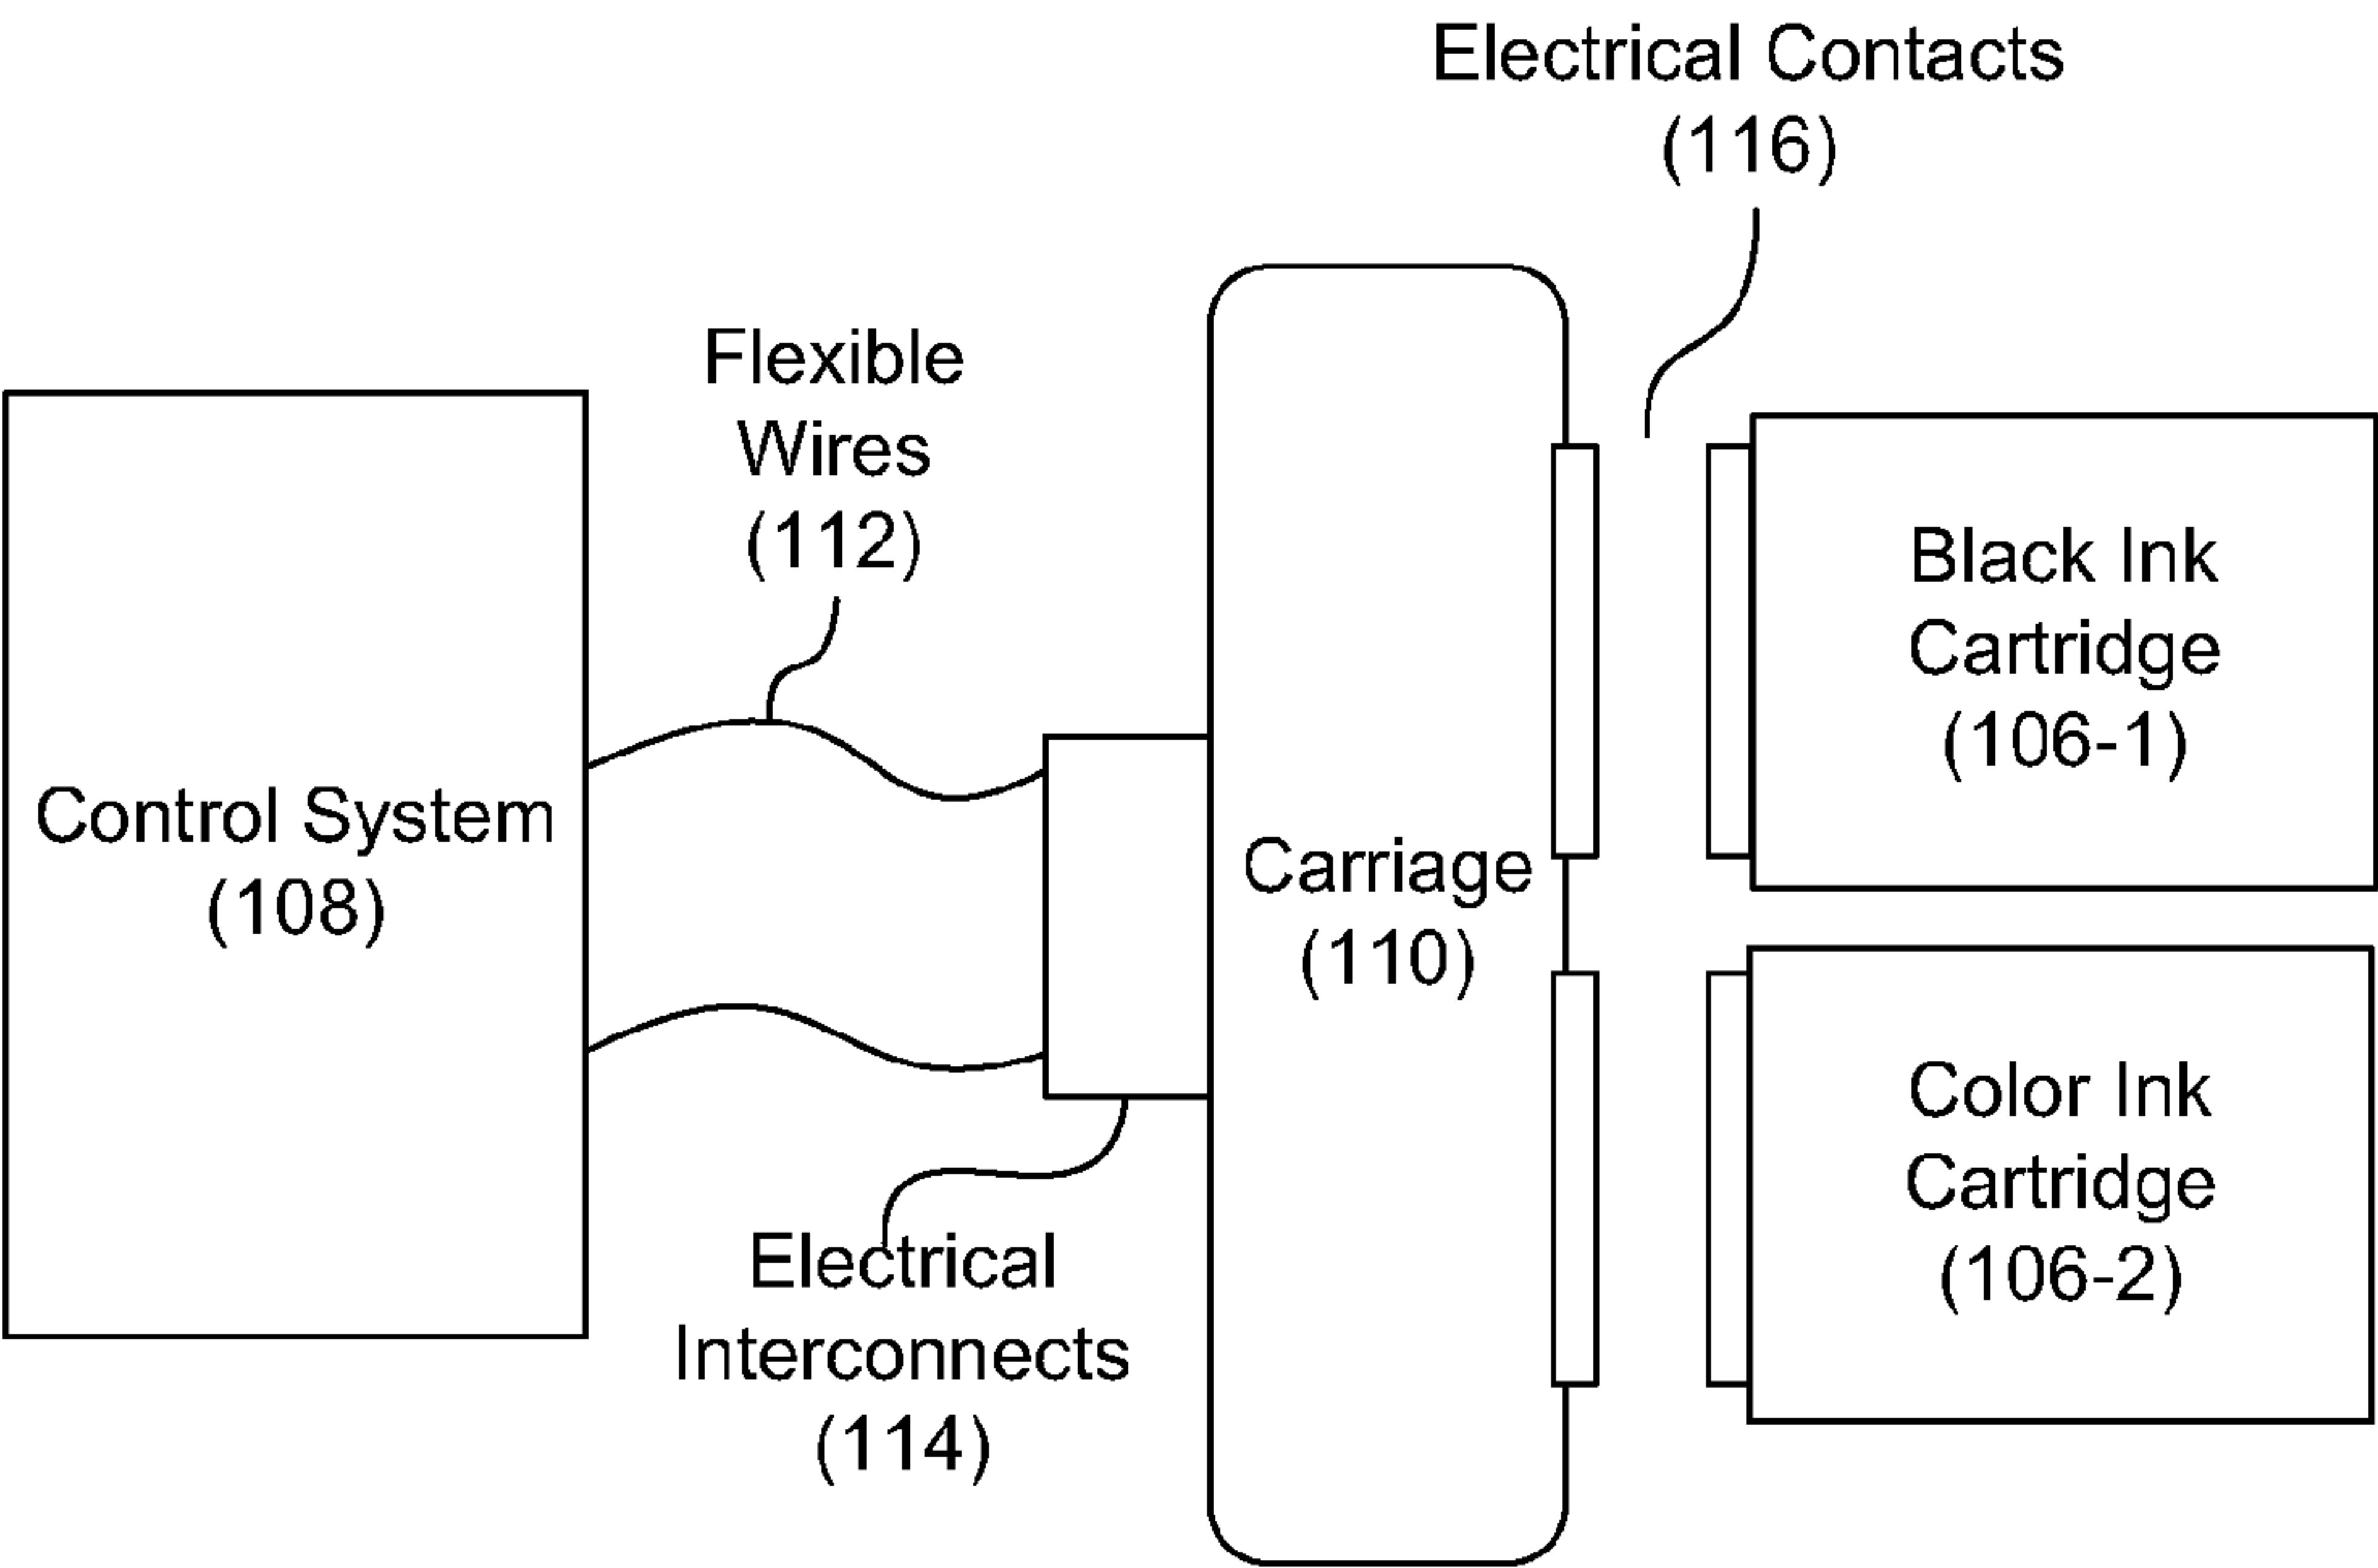 Electrical Contacts
(116)
Flexible
Wires
(112)
Control System
(108)
Electrical
Interconnects
(114)
Carriage
(110)
Black Ink
Cartridge
(106-1)
Color Ink
Cartridge
(106-2)